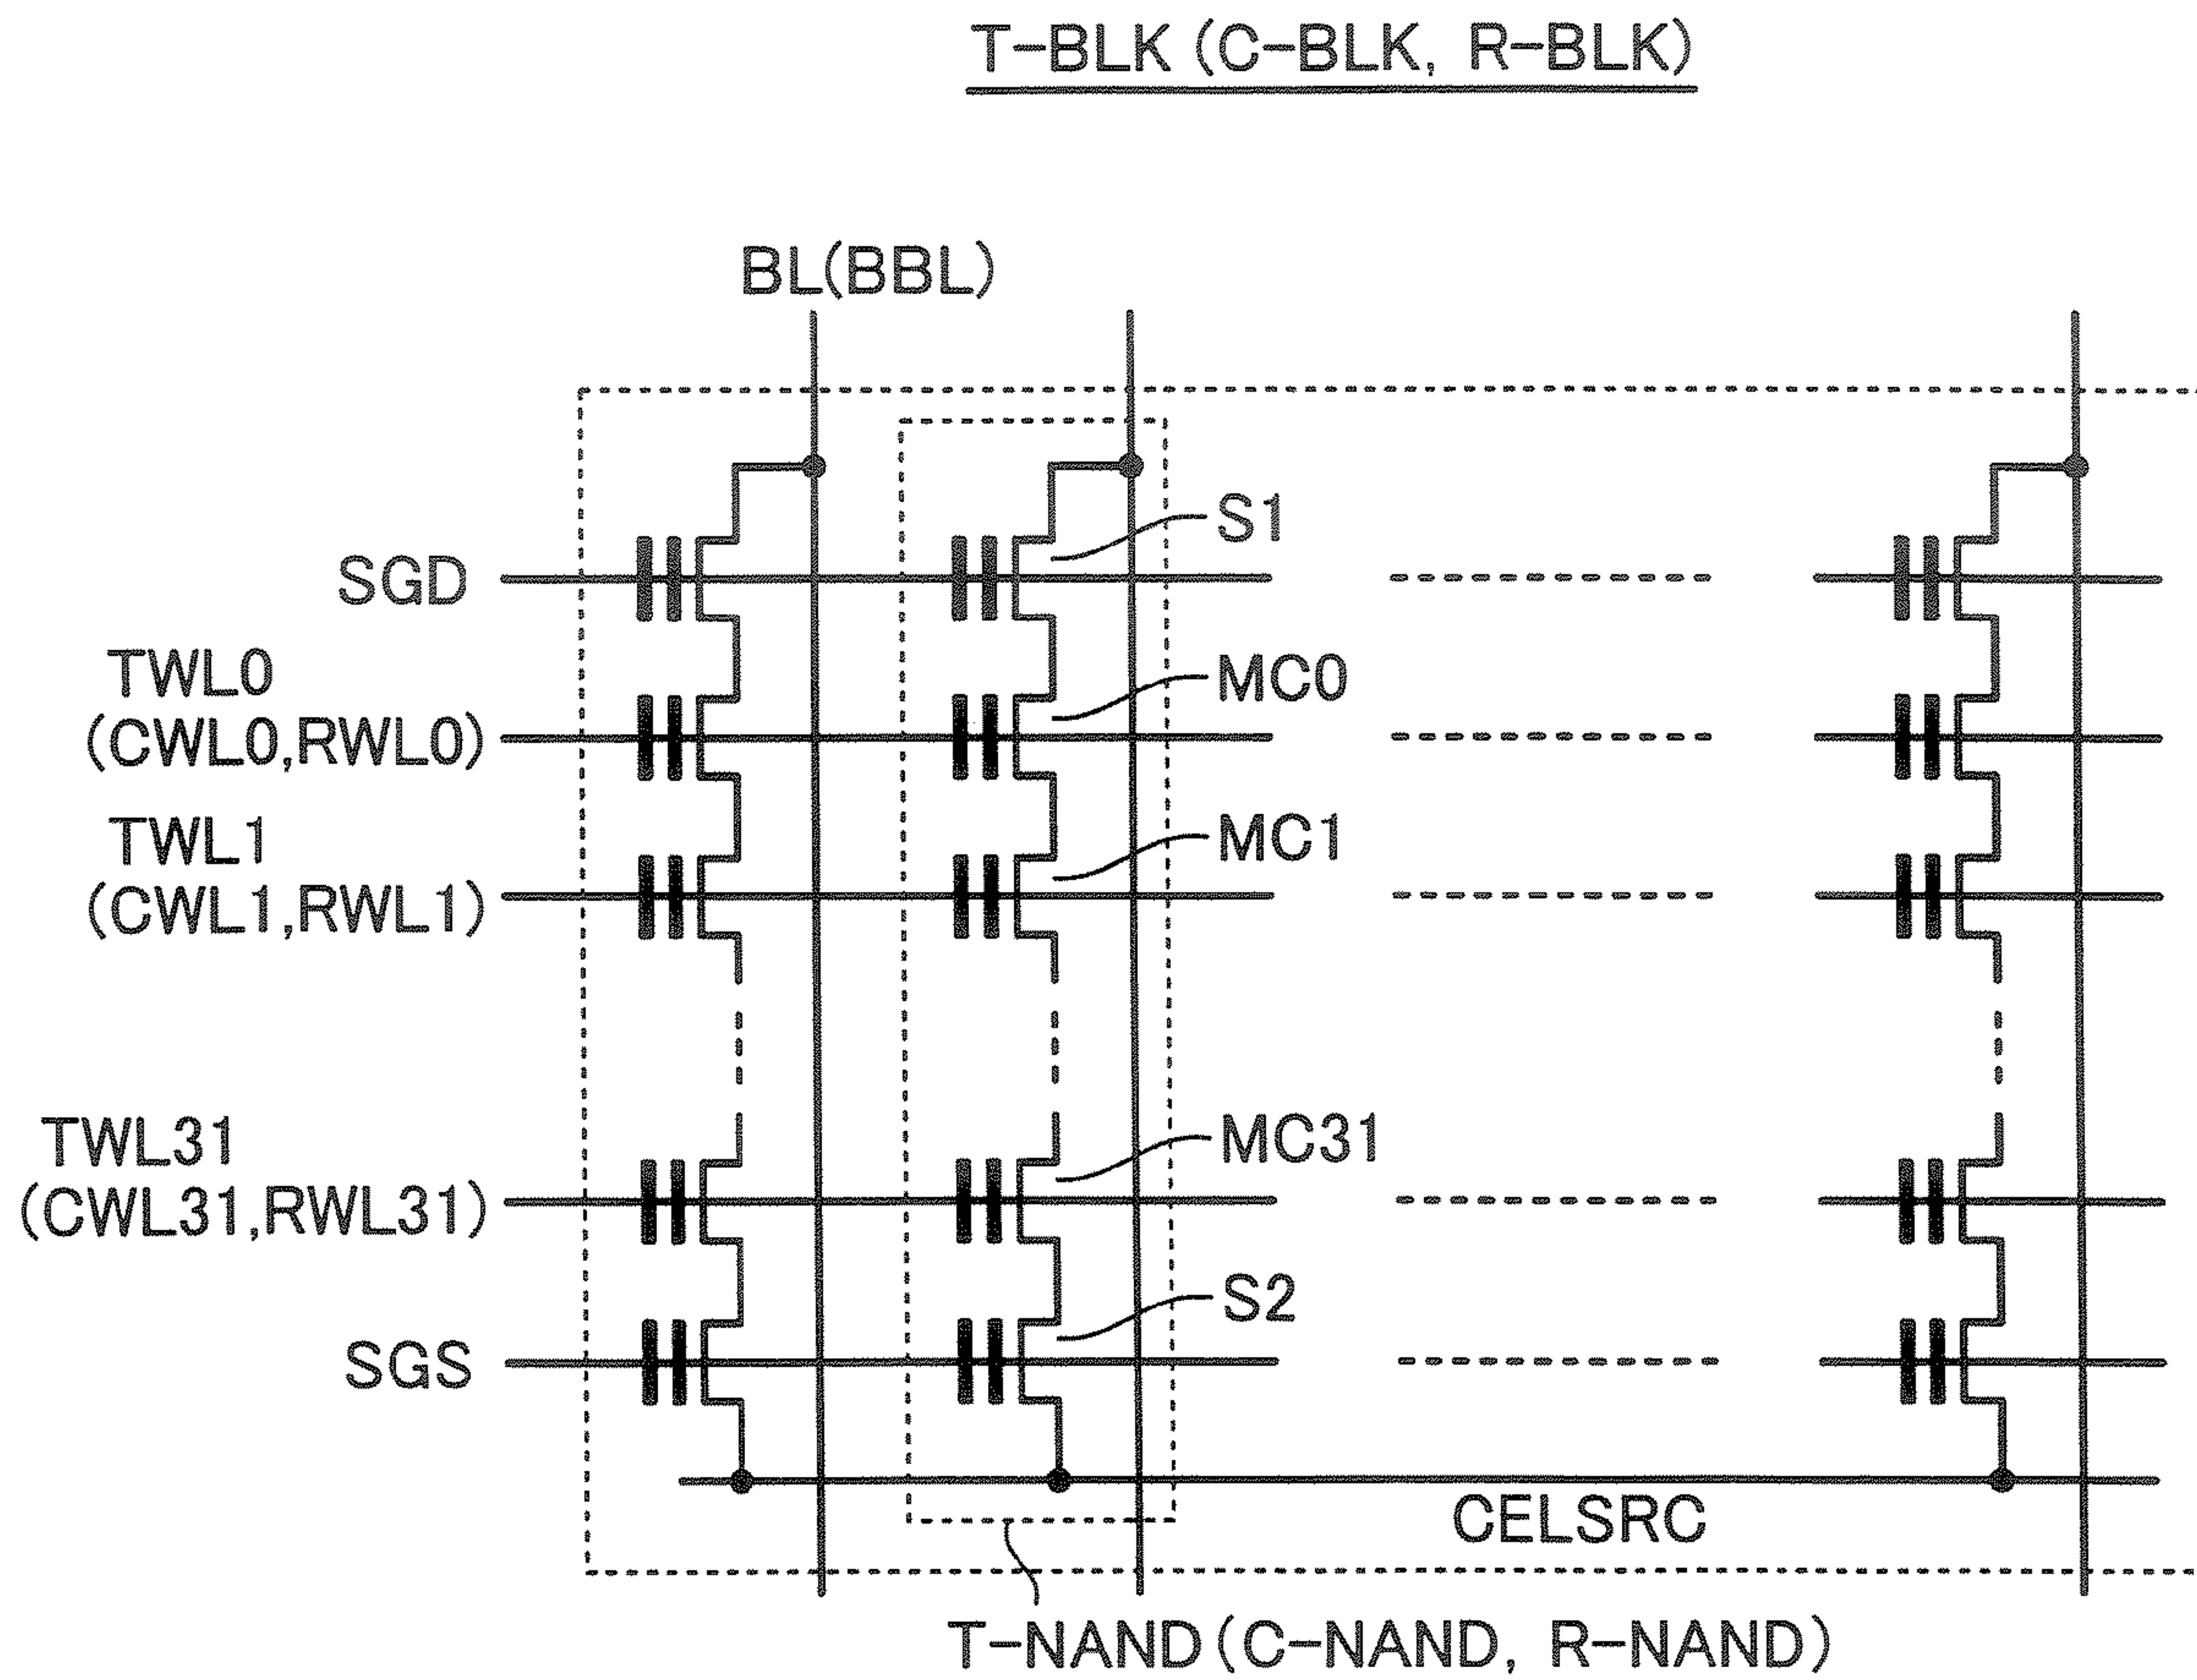 T-BLK (C-BLK, R-BLK)
BL(BBL)
S1
SGD
TWL0
(CWL0,RWL0)
MC0
TWL1
(CWL1,RWL1)
MC1
TWL31
(CWL31,RWL31)
MC31
S2
SGS
CELSRC
T-NAND(C-NAND, R-NAND)